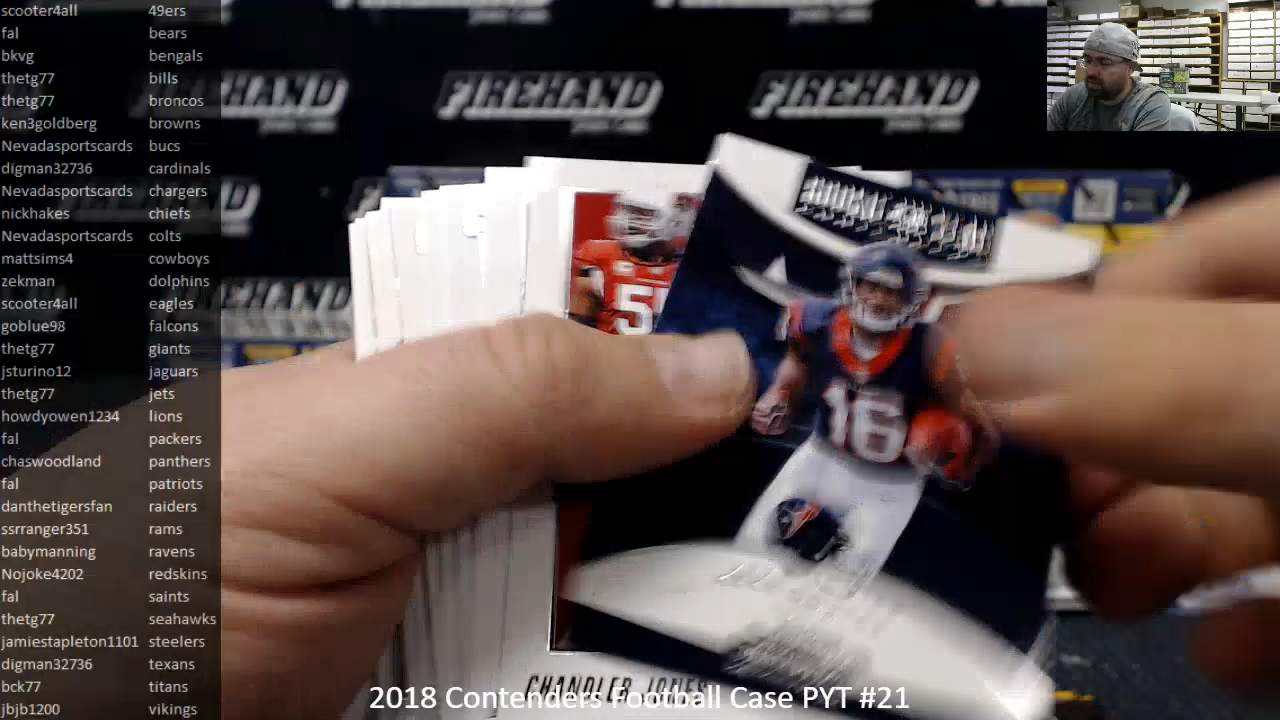 scooter4all 49ers
fal bears
bkvg bengals
thetg77 bills
thetg77 broncos
ken3goldberg browns
Nevadasportscards bucs
digman32736 cardinals
Nevadasportscards chargers
nickhakes chiefs
Nevadasportscards colts
mattsims4 cowboys
zekman dolphins
scooter4all eagles
goblue98 falcons
thetg77 giants
jsturino12 jaguars
thetg77 jets
howdyowen1234 lions
fal packers
chaswoodland panthers
fal patriots
danthetigersfan raiders
ssrranger351 rams
babymanning ravens
Nojoke4202 redskins
fal saints
thetg77 seahawks
jamiestapleton1101 steelers
digman32736 texans
bck77 titans
jbjb1200 vikings
FIREHAND FIREHAND FIREHAND
16
CHANDLER JONES
2018 Contenders Football Case PYT #21